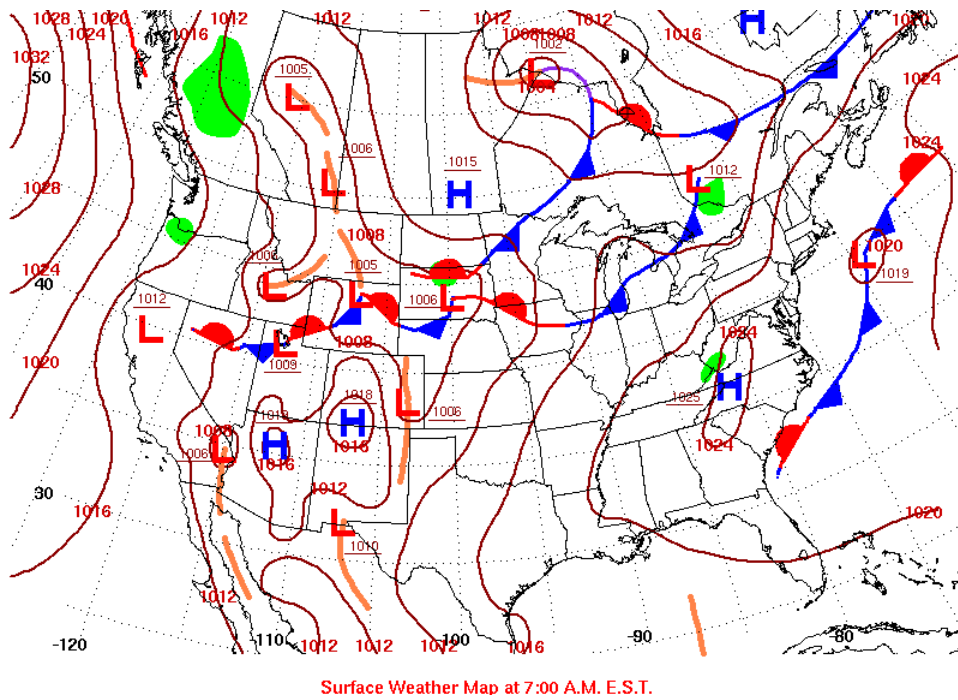 1028 1020 1012 1012 1012 1012 H 1020
1024 1016 10081008 1016
1032 1002
50 1005 L 1004 1024
L
1024
1006 1015 1012
1028 L H L
1008 1020
1024 1006 1005 L 1019
40 L L 1006 L
1012
L 1008 1024
1020 L
1009 H
1019 1018 1025
1008 H L 1006
1006 L H 1016 1024
1016
30 1012
1016 L 1020
1010
1012
-120 -110 1012 1012 1012 -100 1016 -90 -80
Surface Weather Map at 7:00 A.M. E.S.T.